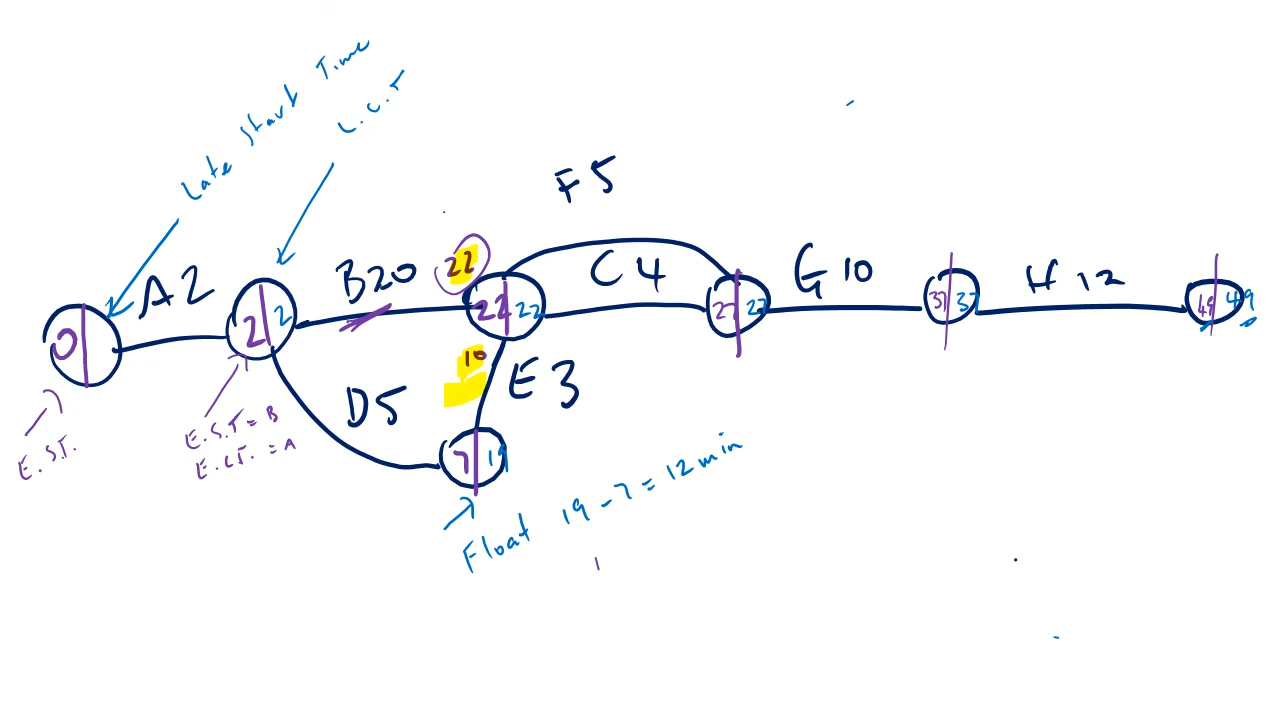 Late Start Time
L.C.T
F5
A2
B20
22
C4
G10
H12
0
2 2
22 22
27 27
37 37
49 49
10
D5
E3
E.S.T.
E.S.T = B
E.C.T. = A
7 19
Float 19 - 7 = 12 min